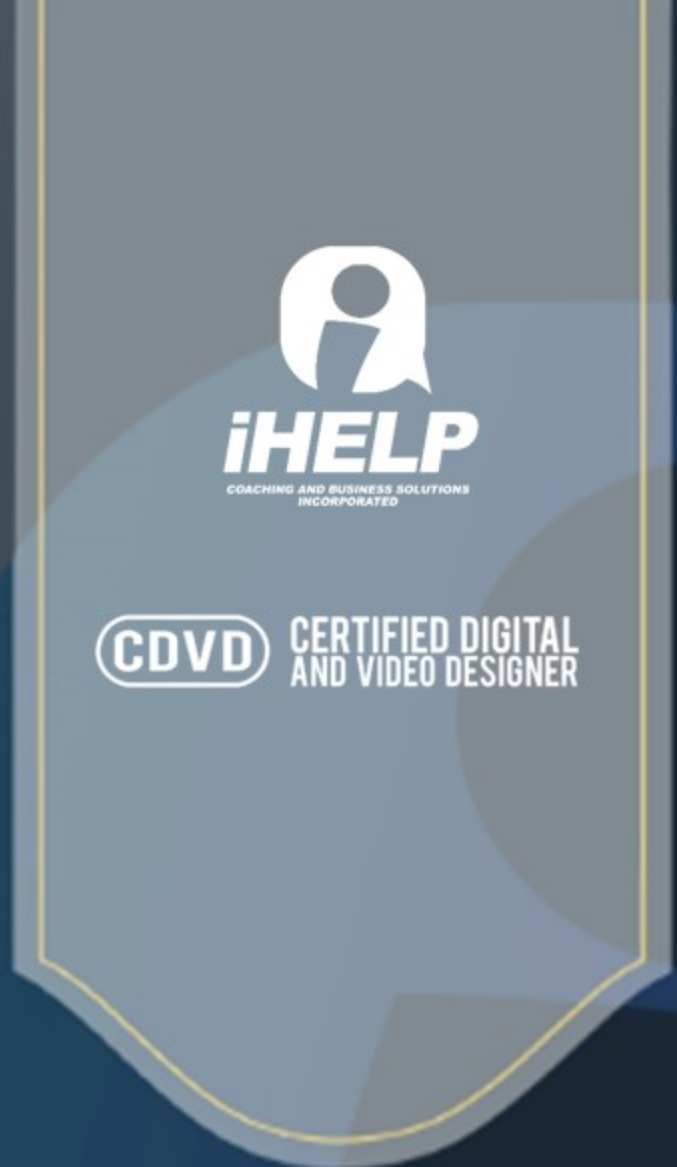 iHELP
COACHING AND BUSINESS SOLUTIONS
INCORPORATED
CDVD
CERTIFIED DIGITAL
AND VIDEO DESIGNER